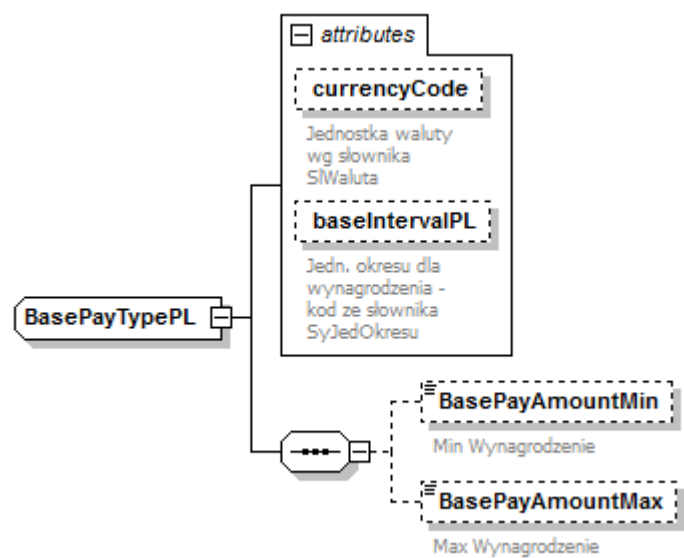 attributes
currencyCode
Jednostka waluty
wg słownika
SlWaluta
baseIntervalPL
Jedn. okresu dla
wynagrodzenia -
kod ze słownika
SyJedOkresu
BasePayTypePL
BasePayAmountMin
Min Wynagrodzenie
BasePayAmountMax
Max Wynagrodzenie